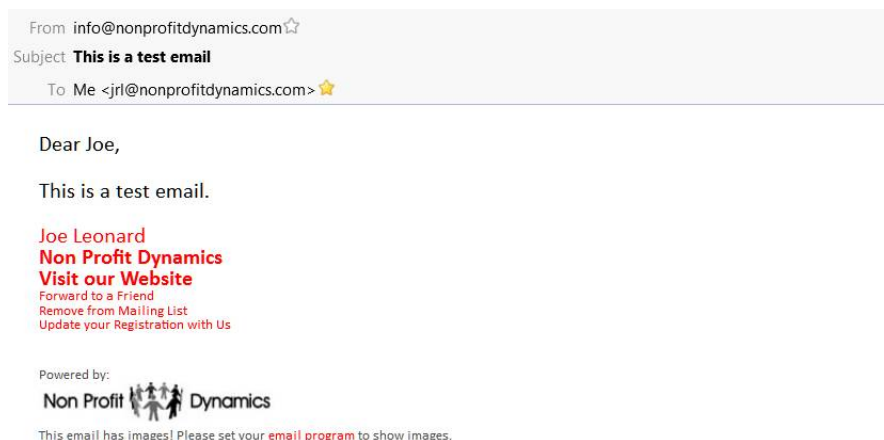 From info@nonprofitdynamics.com
Subject This is a test email
To Me <jrl@nonprofitdynamics.com>
Dear Joe,
This is a test email.
Joe Leonard
Non Profit Dynamics
Visit our Website
Forward to a Friend
Remove from Mailing List
Update your Registration with Us
Powered by:
Non Profit Dynamics
This email has images! Please set your email program to show images.